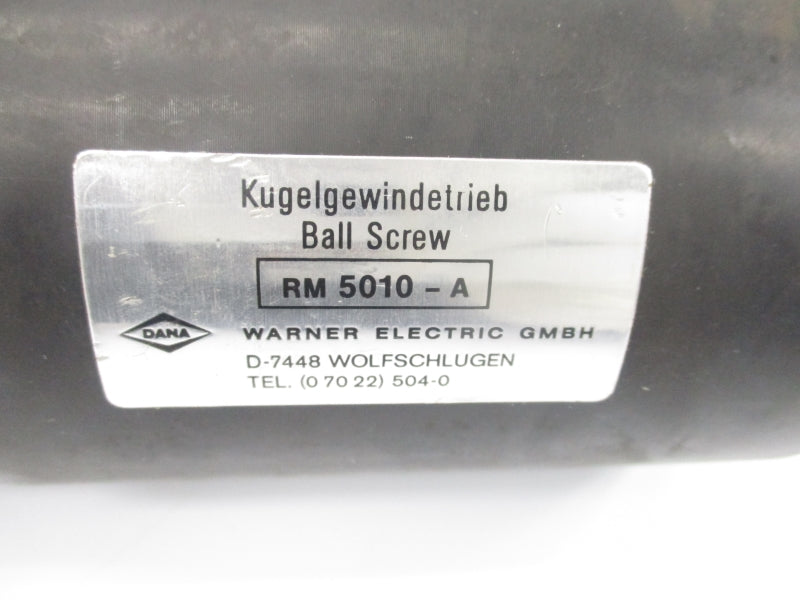 Kugelgewindetrieb
Ball Screw
RM 5010 - A
DANA WARNER ELECTRIC GMBH
D-7448 WOLFSCHLUGEN
TEL. (0 70 22) 504-0